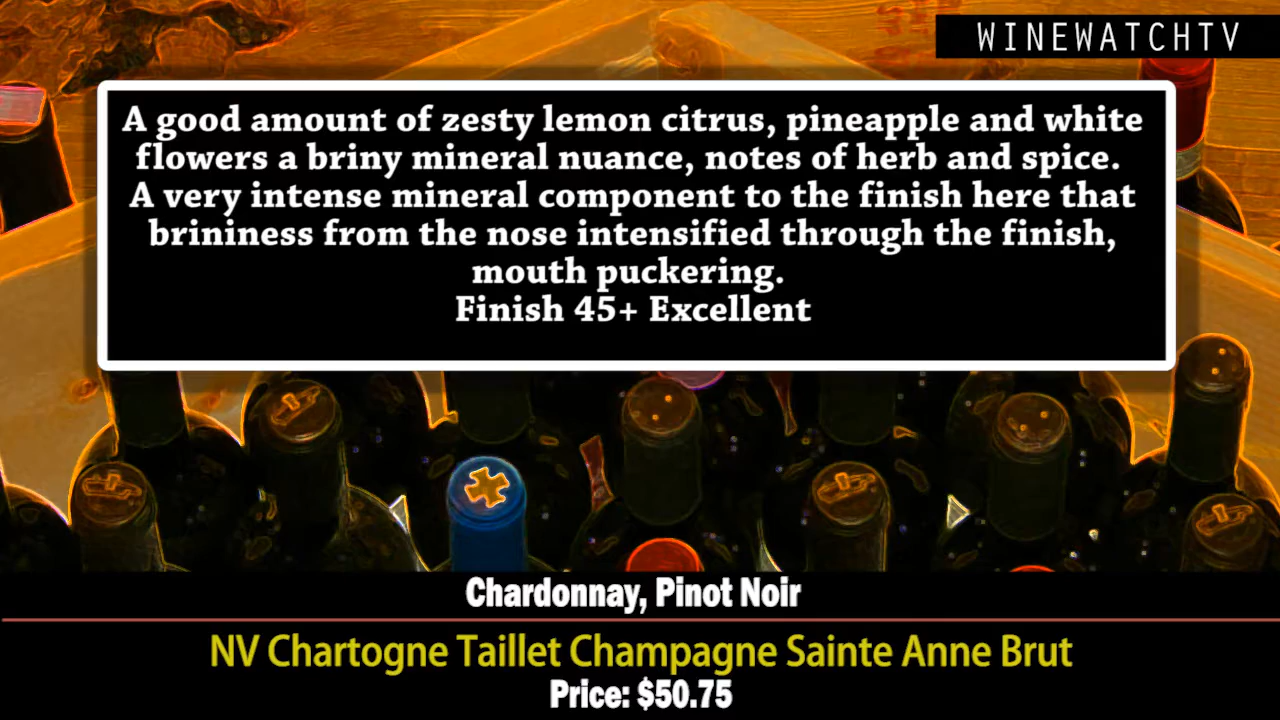 WINEWATCHTV
A good amount of zesty lemon citrus, pineapple and white
flowers a briny mineral nuance, notes of herb and spice.
A very intense mineral component to the finish here that
brininess from the nose intensified through the finish,
mouth puckering.
Finish 45+ Excellent
Chardonnay, Pinot Noir
NV Chartogne Taillet Champagne Sainte Anne Brut
Price: $50.75